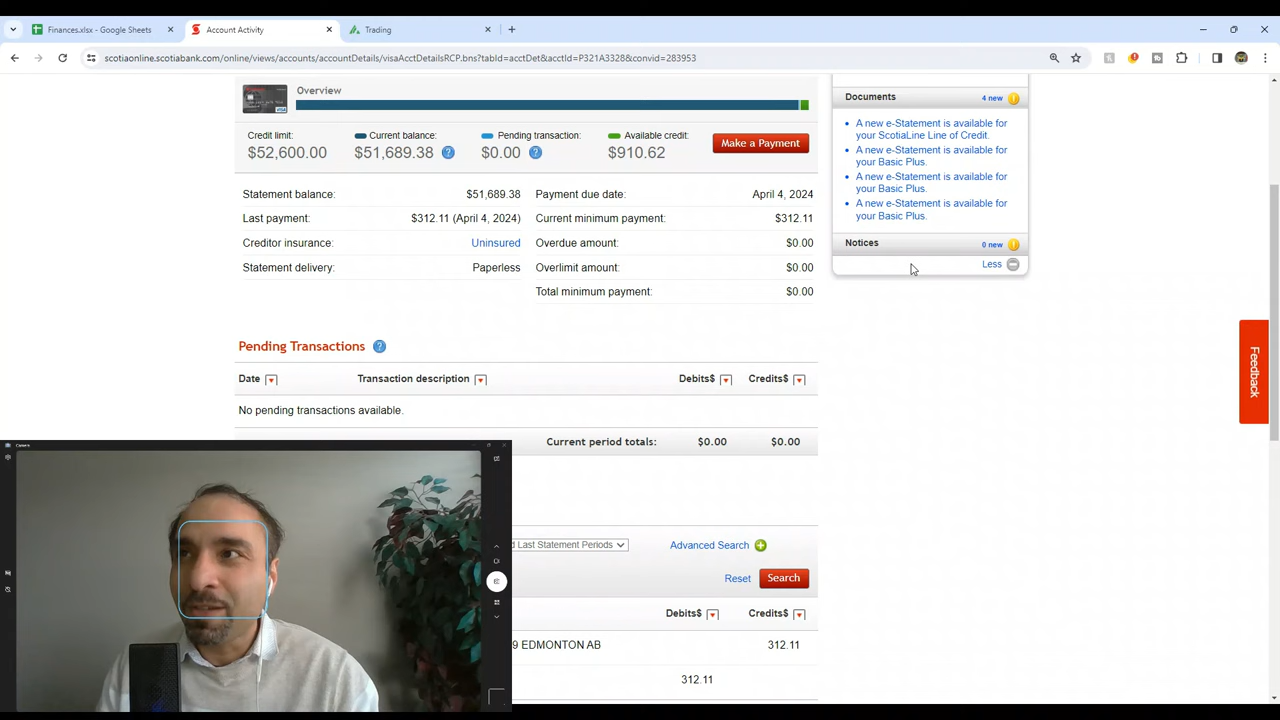 Finances.xlsx - Google Sheets
Account Activity
Trading
scotiaonline.scotiabank.com/online/views/accounts/accountDetails/visaAcctDetailsRCP.bns?tabId=acctDet&acctId=P321A3328&convid=283953
Overview
Credit limit:
$52,600.00
Current balance:
$51,689.38
Pending transaction:
$0.00
Available credit:
$910.62
Make a Payment
Statement balance: $51,689.38
Payment due date: April 4, 2024
Last payment: $312.11 (April 4, 2024)
Current minimum payment: $312.11
Creditor insurance: Uninsured
Overdue amount: $0.00
Statement delivery: Paperless
Overlimit amount: $0.00
Total minimum payment: $0.00
Documents 4 new
A new e-Statement is available for
your ScotiaLine Line of Credit.
A new e-Statement is available for
your Basic Plus.
A new e-Statement is available for
your Basic Plus.
A new e-Statement is available for
your Basic Plus.
Notices 0 new
Less
Feedback
Pending Transactions
Date Transaction description Debits$ Credits$
No pending transactions available.
Current period totals: $0.00 $0.00
d Last Statement Periods
Advanced Search
Reset Search
Debits$ Credits$
9 EDMONTON AB 312.11
312.11